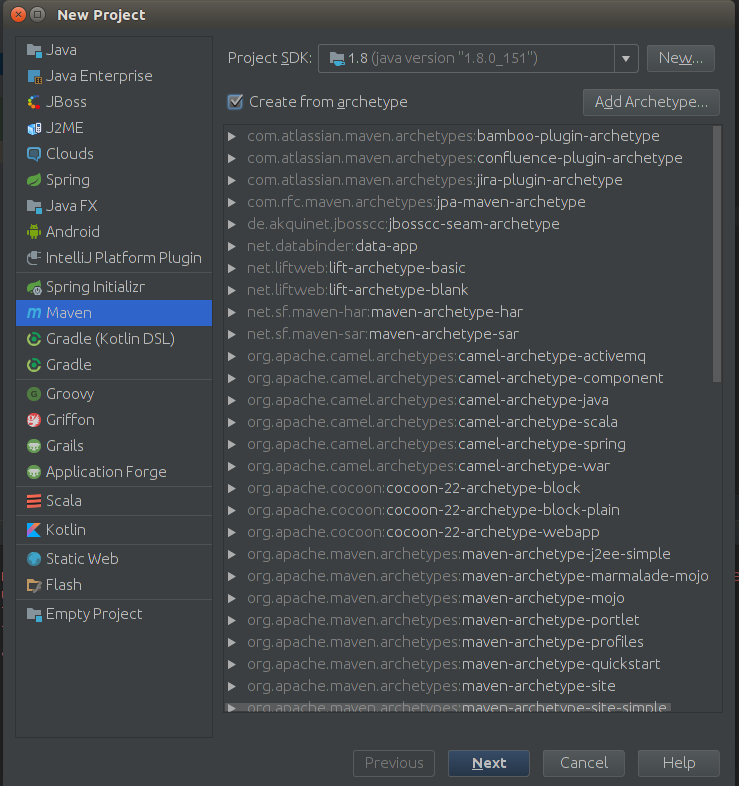 New Project
Java
Java Enterprise
JBoss
J2ME
Clouds
Spring
Java FX
Android
IntelliJ Platform Plugin
Spring Initializr
Maven
Gradle (Kotlin DSL)
Gradle
Groovy
Griffon
Grails
Application Forge
Scala
Kotlin
Static Web
Flash
Empty Project
Project SDK: 1.8 (java version "1.8.0_151") New...
Create from archetype Add Archetype...
com.atlassian.maven.archetypes:bamboo-plugin-archetype
com.atlassian.maven.archetypes:confluence-plugin-archetype
com.atlassian.maven.archetypes:jira-plugin-archetype
com.rfc.maven.archetypes:jpa-maven-archetype
de.akquinet.jbosscc:jbosscc-seam-archetype
net.databinder:data-app
net.liftweb:lift-archetype-basic
net.liftweb:lift-archetype-blank
net.sf.maven-har:maven-archetype-har
net.sf.maven-sar:maven-archetype-sar
org.apache.camel.archetypes:camel-archetype-activemq
org.apache.camel.archetypes:camel-archetype-component
org.apache.camel.archetypes:camel-archetype-java
org.apache.camel.archetypes:camel-archetype-scala
org.apache.camel.archetypes:camel-archetype-spring
org.apache.camel.archetypes:camel-archetype-war
org.apache.cocoon:cocoon-22-archetype-block
org.apache.cocoon:cocoon-22-archetype-block-plain
org.apache.cocoon:cocoon-22-archetype-webapp
org.apache.maven.archetypes:maven-archetype-j2ee-simple
org.apache.maven.archetypes:maven-archetype-marmalade-mojo
org.apache.maven.archetypes:maven-archetype-mojo
org.apache.maven.archetypes:maven-archetype-portlet
org.apache.maven.archetypes:maven-archetype-profiles
org.apache.maven.archetypes:maven-archetype-quickstart
org.apache.maven.archetypes:maven-archetype-site
org.apache.maven.archetypes:maven-archetype-site-simple
Previous Next Cancel Help